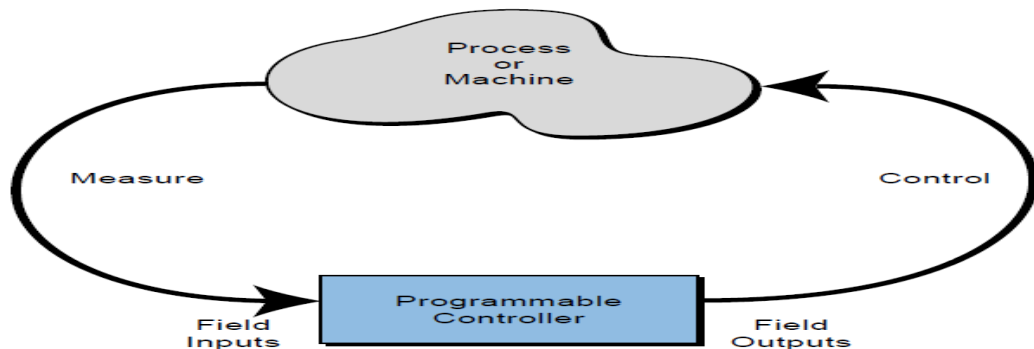 Process
or
Machine
Measure
Control
Programmable
Controller
Field
Inputs
Field
Outputs